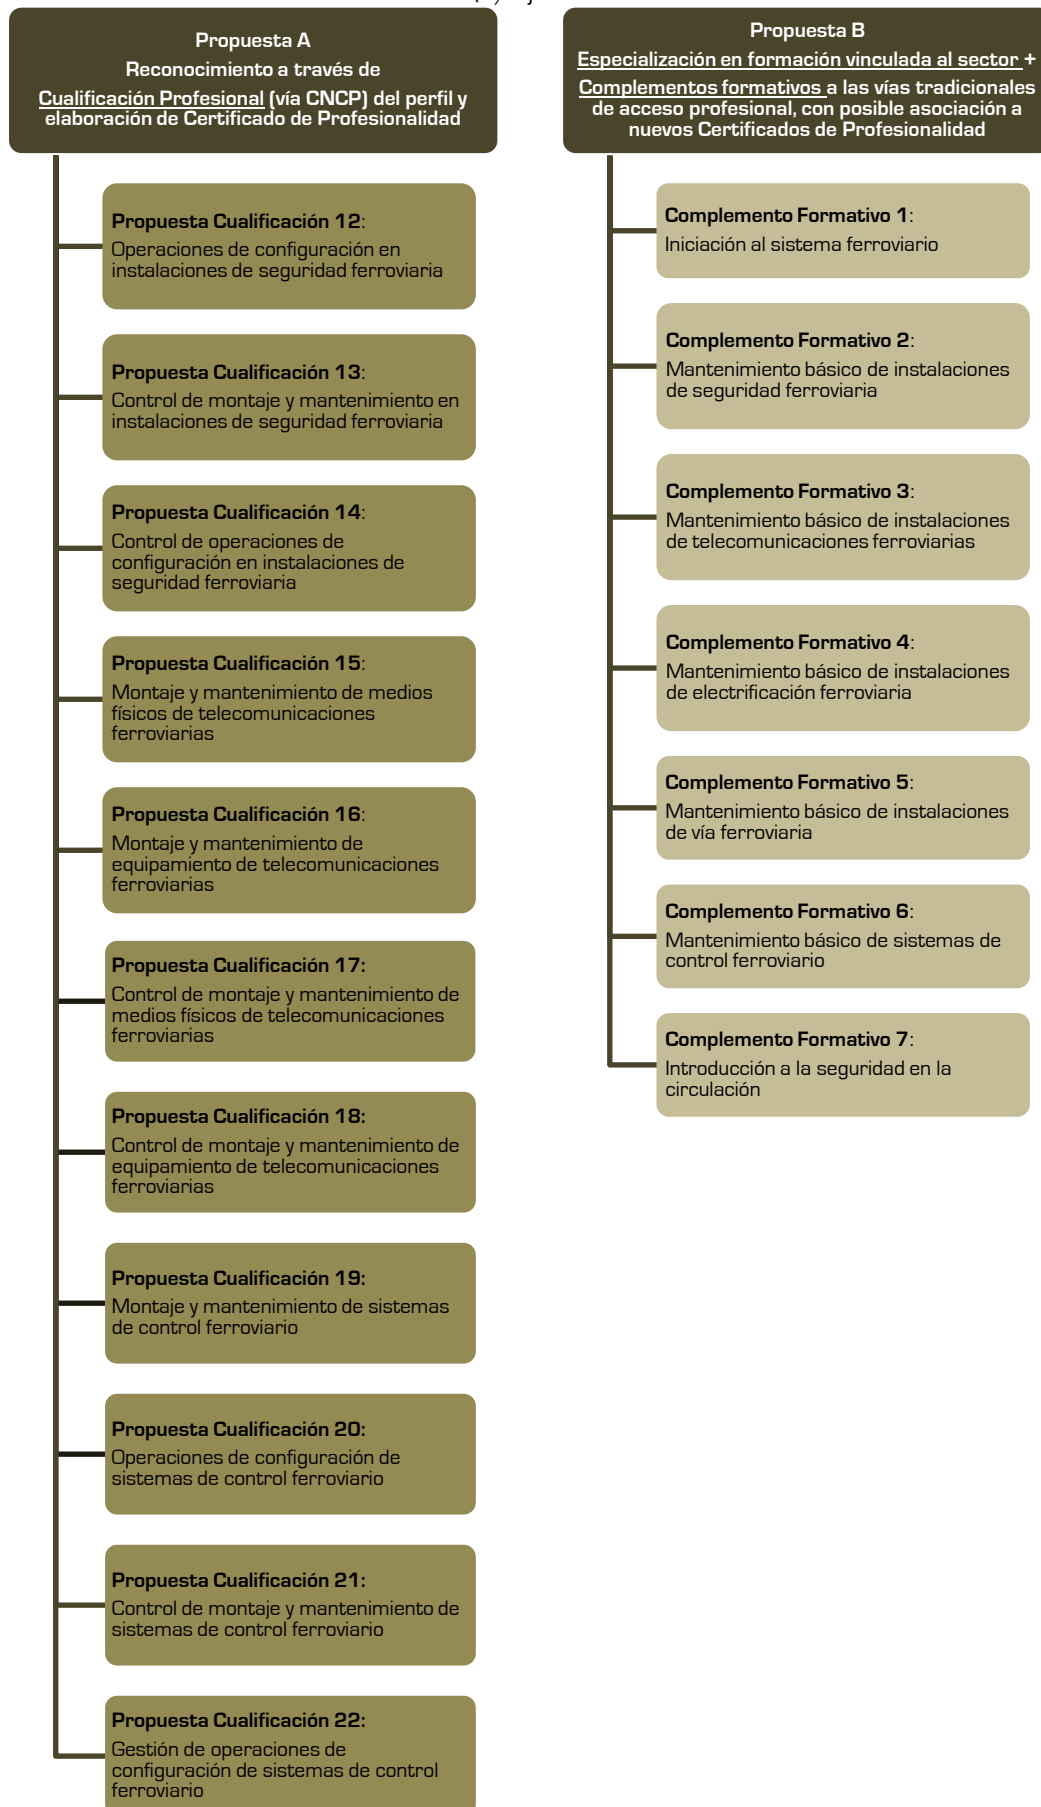 Propuesta A
Reconocimiento a través de
Cualificación Profesional (vía CNCP) del perfil y
elaboración de Certificado de Profesionalidad
Propuesta Cualificación 12:
Operaciones de configuración en
instalaciones de seguridad ferroviaria
Propuesta Cualificación 13:
Control de montaje y mantenimiento en
instalaciones de seguridad ferroviaria
Propuesta Cualificación 14:
Control de operaciones de
configuración en instalaciones de
seguridad ferroviaria
Propuesta Cualificación 15:
Montaje y mantenimiento de medios
físicos de telecomunicaciones
ferroviarias
Propuesta Cualificación 16:
Montaje y mantenimiento de
equipamiento de telecomunicaciones
ferroviarias
Propuesta Cualificación 17:
Control de montaje y mantenimiento de
medios físicos de telecomunicaciones
ferroviarias
Propuesta Cualificación 18:
Control de montaje y mantenimiento de
equipamiento de telecomunicaciones
ferroviarias
Propuesta Cualificación 19:
Montaje y mantenimiento de sistemas
de control ferroviario
Propuesta Cualificación 20:
Operaciones de configuración de
sistemas de control ferroviario
Propuesta Cualificación 21:
Control de montaje y mantenimiento de
sistemas de control ferroviario
Propuesta Cualificación 22:
Gestión de operaciones de
configuración de sistemas de control
ferroviario
Propuesta B
Especialización en formación vinculada al sector +
Complementos formativos a las vías tradicionales
de acceso profesional, con posible asociación a
nuevos Certificados de Profesionalidad
Complemento Formativo 1:
Iniciación al sistema ferroviario
Complemento Formativo 2:
Mantenimiento básico de instalaciones
de seguridad ferroviaria
Complemento Formativo 3:
Mantenimiento básico de instalaciones
de telecomunicaciones ferroviarias
Complemento Formativo 4:
Mantenimiento básico de instalaciones
de electrificación ferroviaria
Complemento Formativo 5:
Mantenimiento básico de instalaciones
de vía ferroviaria
Complemento Formativo 6:
Mantenimiento básico de sistemas de
control ferroviario
Complemento Formativo 7:
Introducción a la seguridad en la
circulación